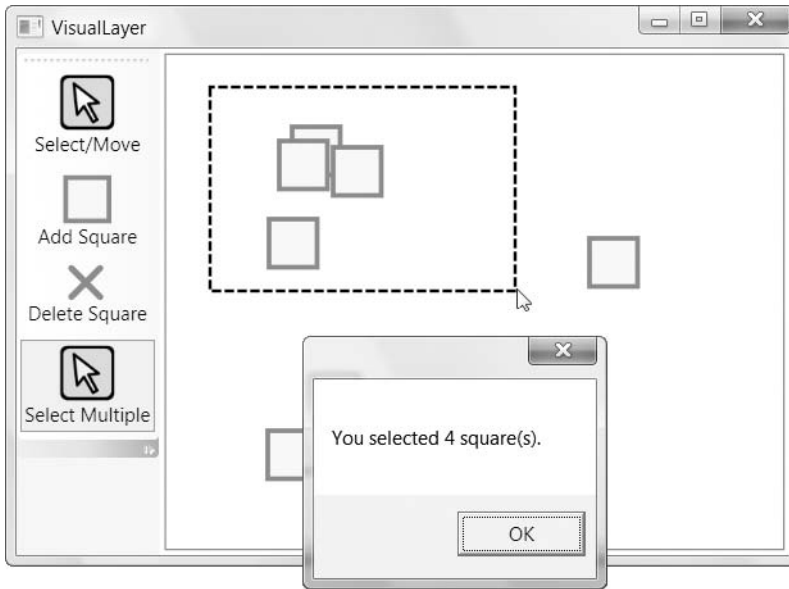 VisualLayer
Select/Move
Add Square
Delete Square
Select Multiple
You selected 4 square(s).
OK